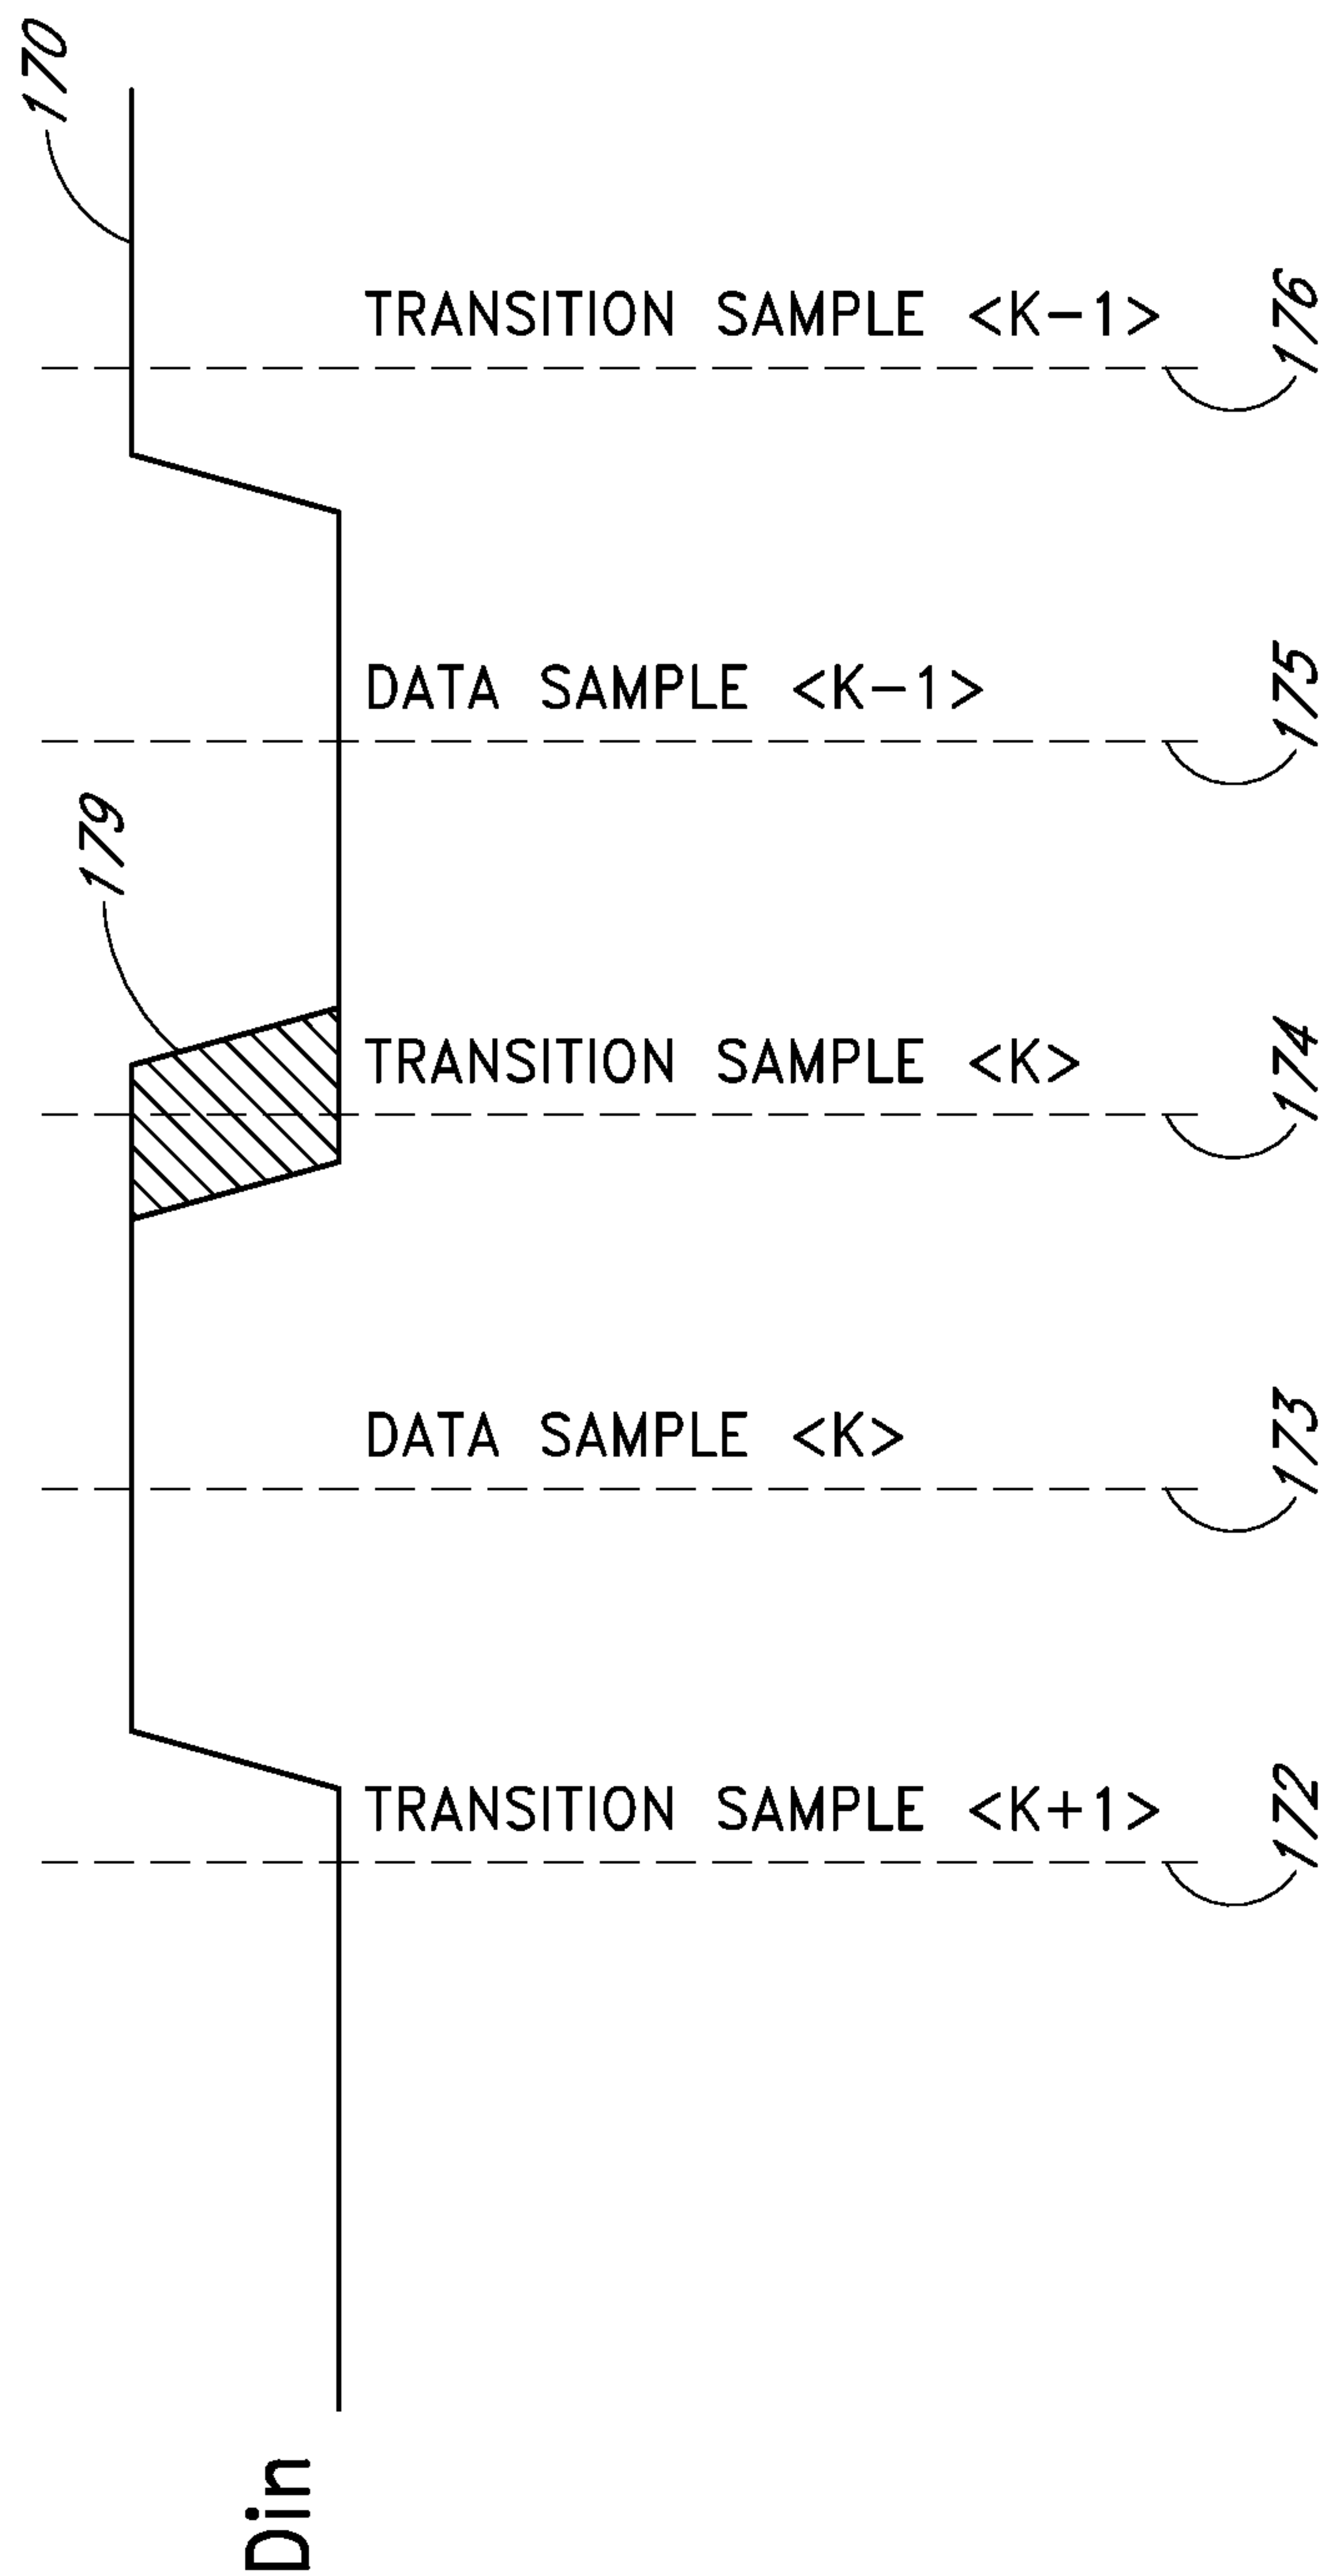 170
TRANSITION SAMPLE <K-1>
176
DATA SAMPLE <K-1>
175
179
TRANSITION SAMPLE <K>
174
DATA SAMPLE <K>
173
TRANSITION SAMPLE <K+1>
172
Din